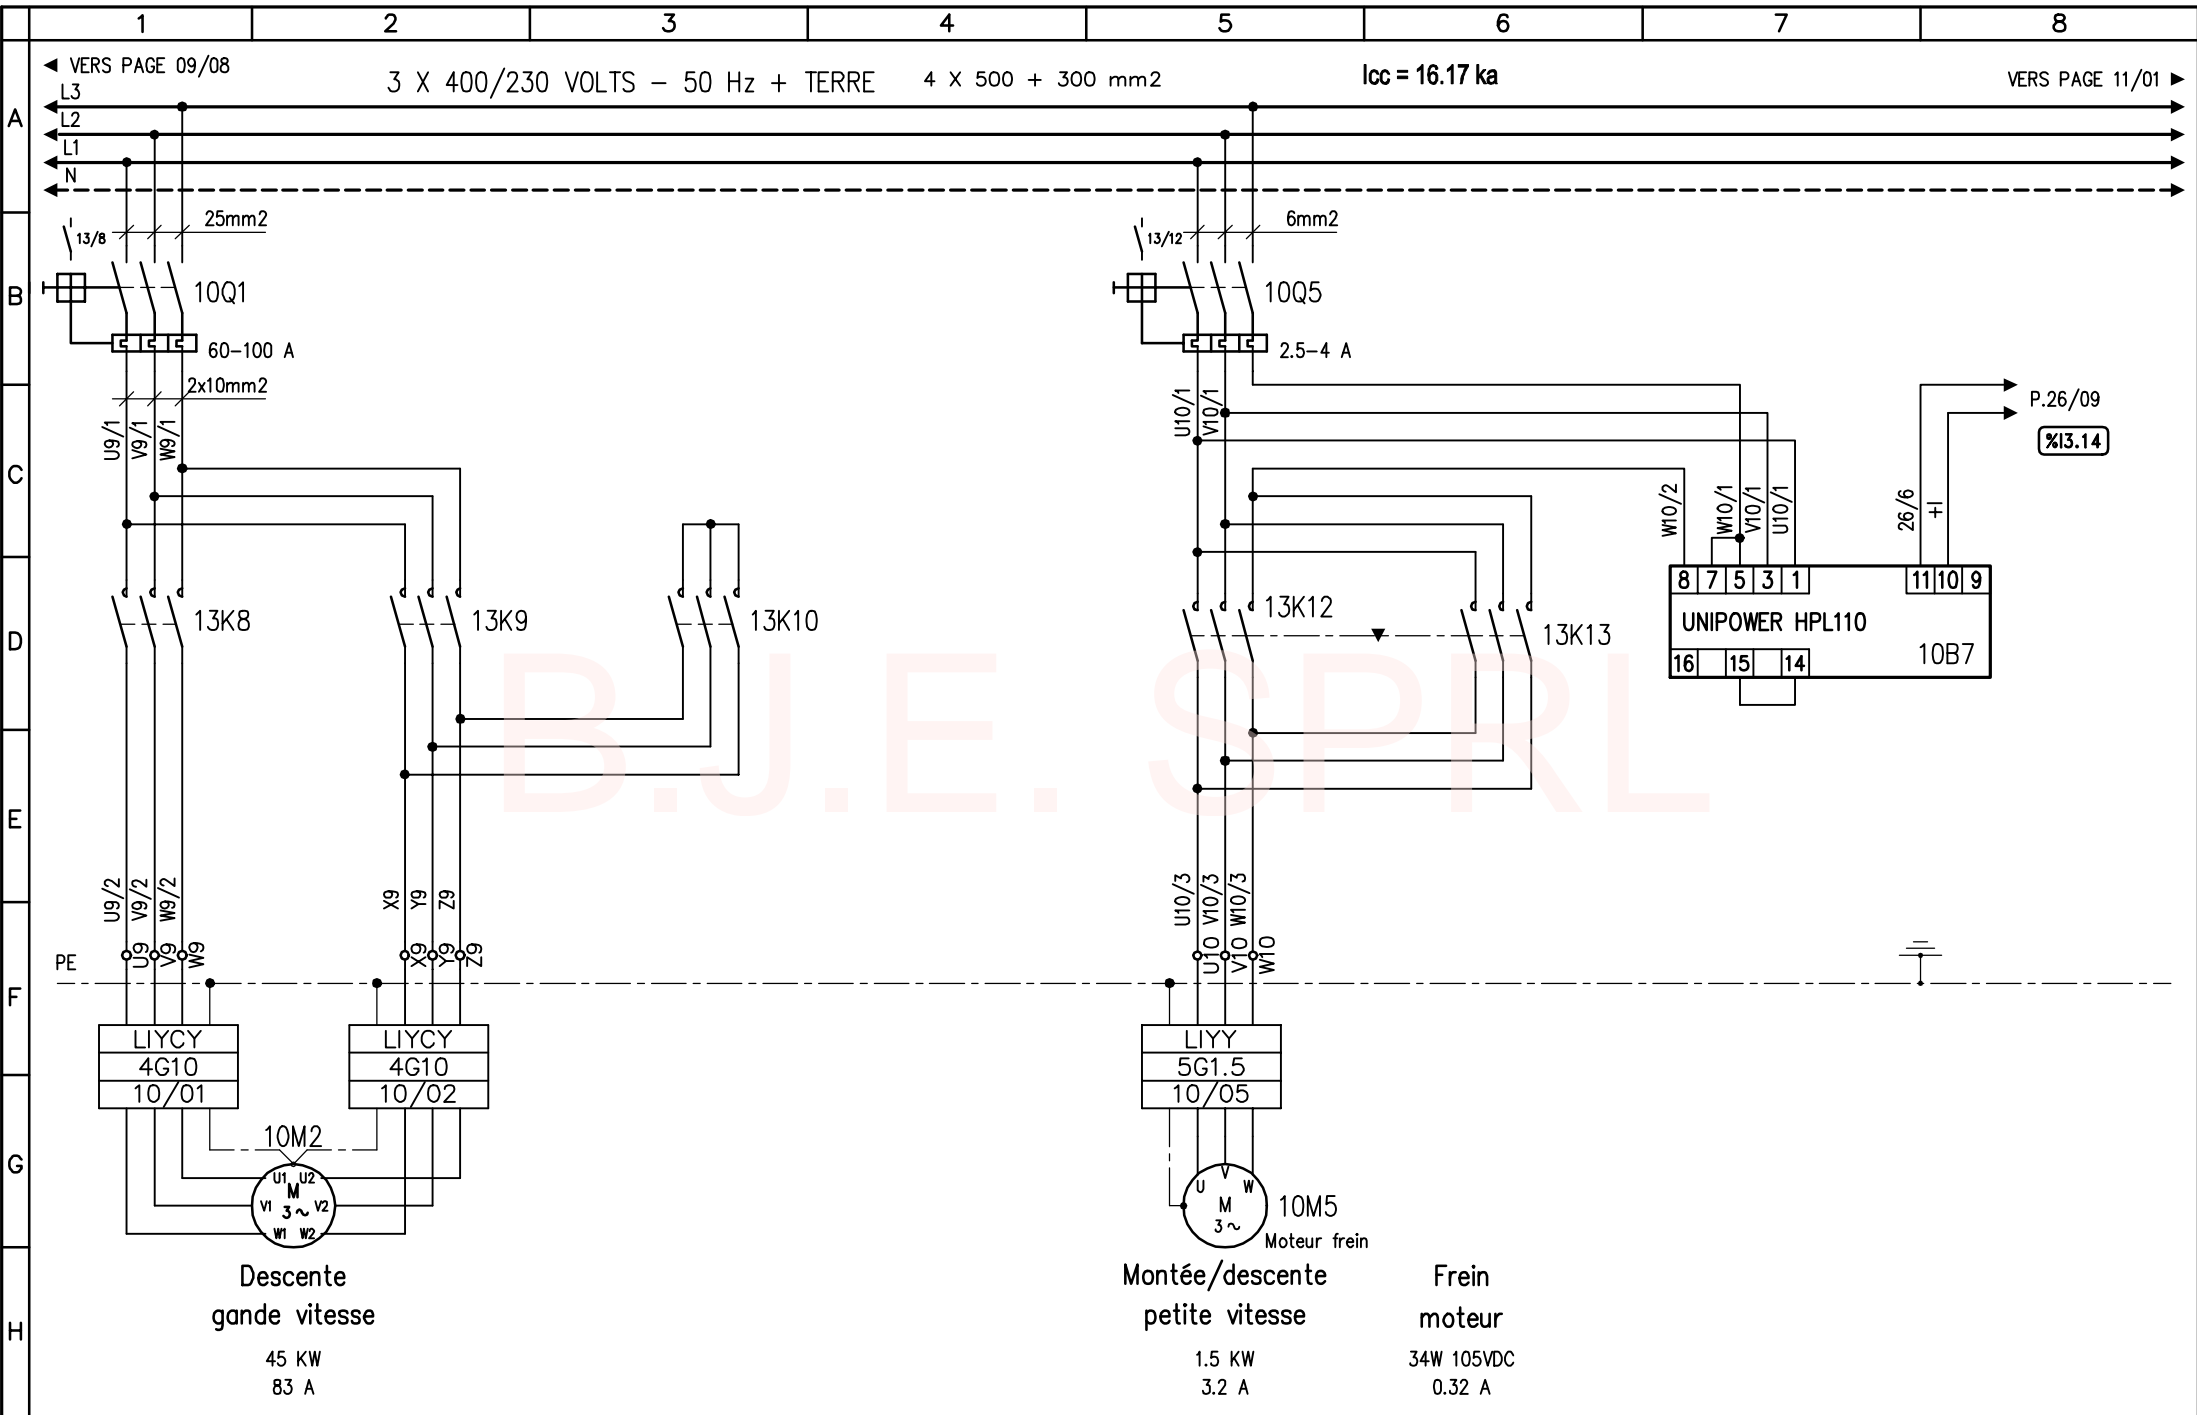 1 2 3 4 5 6 7 8
VERS PAGE 09/08
3 X 400/230 VOLTS - 50 Hz + TERRE 4 X 500 + 300 mm2
Icc = 16.17 ka
VERS PAGE 11/01
A
L3
L2
L1
N
B
13/8
25mm2
10Q1
60-100 A
13/12
6mm2
10Q5
2.5-4 A
2x10mm2
C
U9/1
V9/1
W9/1
U10/1
V10/1
W10/2
W10/1
V10/1
U10/1
26/6
+I
P.26/09
%I3.14
D
13K8
13K9
13K10
13K12
13K13
8 7 5 3 1 11 10 9
UNIPOWER HPL110
10B7
16 15 14
B.J.E. SPRL
E
U9/2
V9/2
W9/2
X9
Y9
Z9
U10/3
V10/3
W10/3
F
PE
U9
V9
W9
X9
Y9
Z9
U10
V10
W10
LIYCY
4G10
10/01
LIYCY
4G10
10/02
LIYY
5G1.5
10/05
G
10M2
U1 U2
M
V1 3~ V2
W1 W2
V
U W
M
3~
10M5
Moteur frein
H
Descente
gande vitesse
45 KW
83 A
Montée/descente
petite vitesse
1.5 KW
3.2 A
Frein
moteur
34W 105VDC
0.32 A